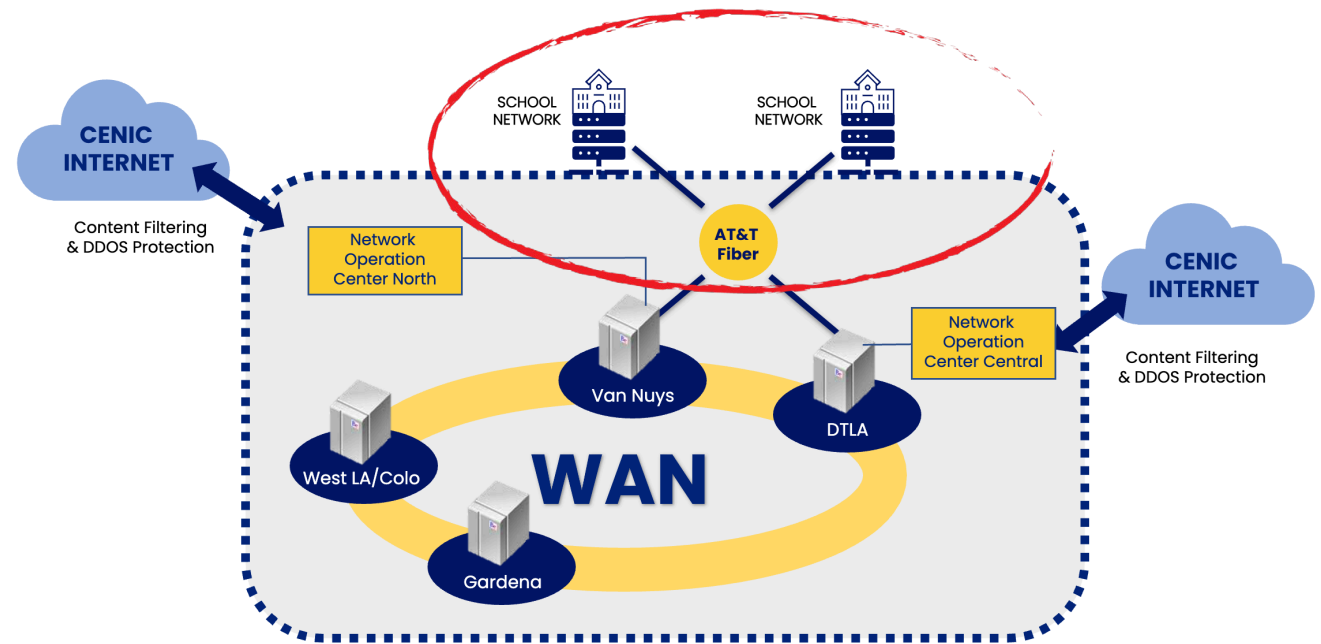 SCHOOL
NETWORK
SCHOOL
NETWORK
CENIC
INTERNET
Content Filtering
& DDOS Protection
Network
Operation
Center North
AT&T
Fiber
CENIC
INTERNET
Network
Operation
Center Central
Content Filtering
& DDOS Protection
Van Nuys
DTLA
West LA/Colo
WAN
Gardena